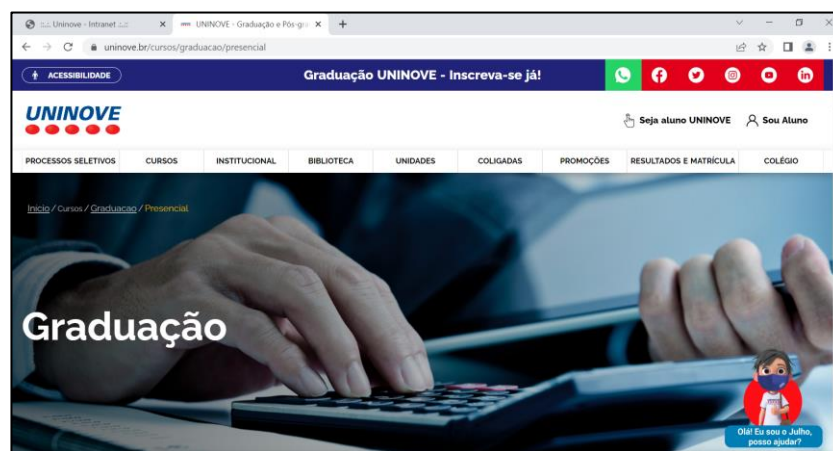 Uninove - Intranet
UNINOVE - Graduação e Pós-gra
uninove.br/cursos/graduacao/presencial
ACESSIBILIDADE
Graduação UNINOVE - Inscreva-se já!
UNINOVE
Seja aluno UNINOVE
Sou Aluno
PROCESSOS SELETIVOS CURSOS INSTITUCIONAL BIBLIOTECA UNIDADES COLIGADAS PROMOÇÕES RESULTADOS E MATRÍCULA COLÉGIO
Início / Cursos / Graduacao / Presencial
Graduação
Olá! Eu sou o Julho,
posso ajudar?